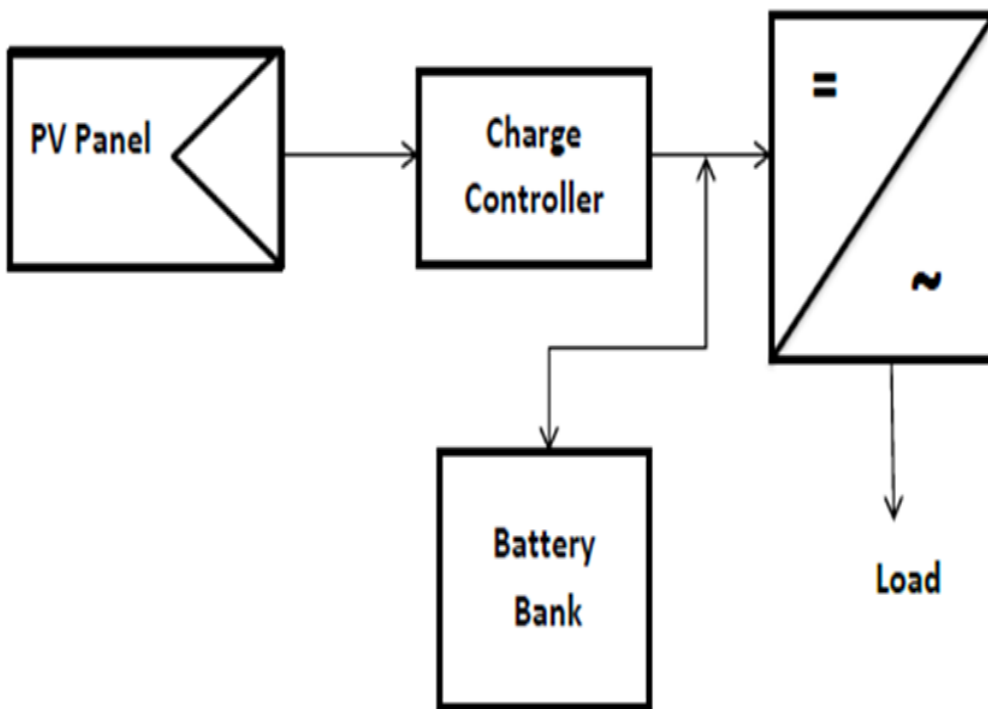 PV Panel
Charge
Controller
=
~
Battery
Bank
Load